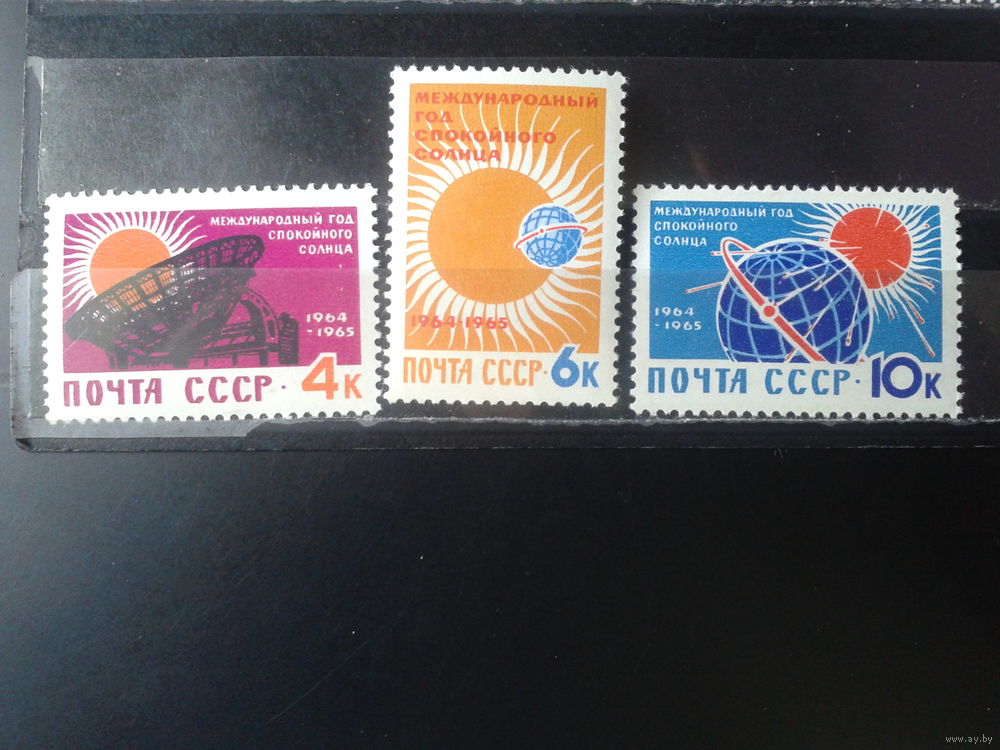 МЕЖДУНАРОДНЫЙ ГОД
СПОКОЙНОГО
СОЛНЦА
1964
-1965
ПОЧТА СССР · 4К
МЕЖДУНАРОДНЫЙ
ГОД
СПОКОЙНОГО
СОЛНЦА
1964-1965
ПОЧТА СССР · 6К
МЕЖДУНАРОДНЫЙ ГОД
СПОКОЙНОГО
СОЛНЦА
1964
-1965
ПОЧТА СССР · 10К
www.ay.by